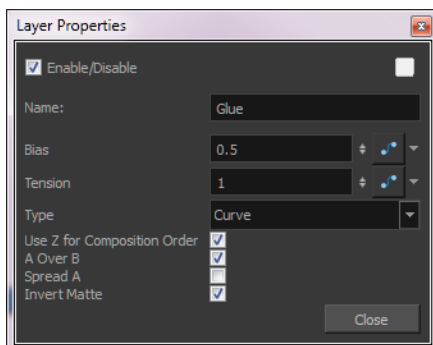 Layer Properties
Enable/Disable
Name: Glue
Bias 0.5
Tension 1
Type Curve
Use Z for Composition Order
A Over B
Spread A
Invert Matte
Close